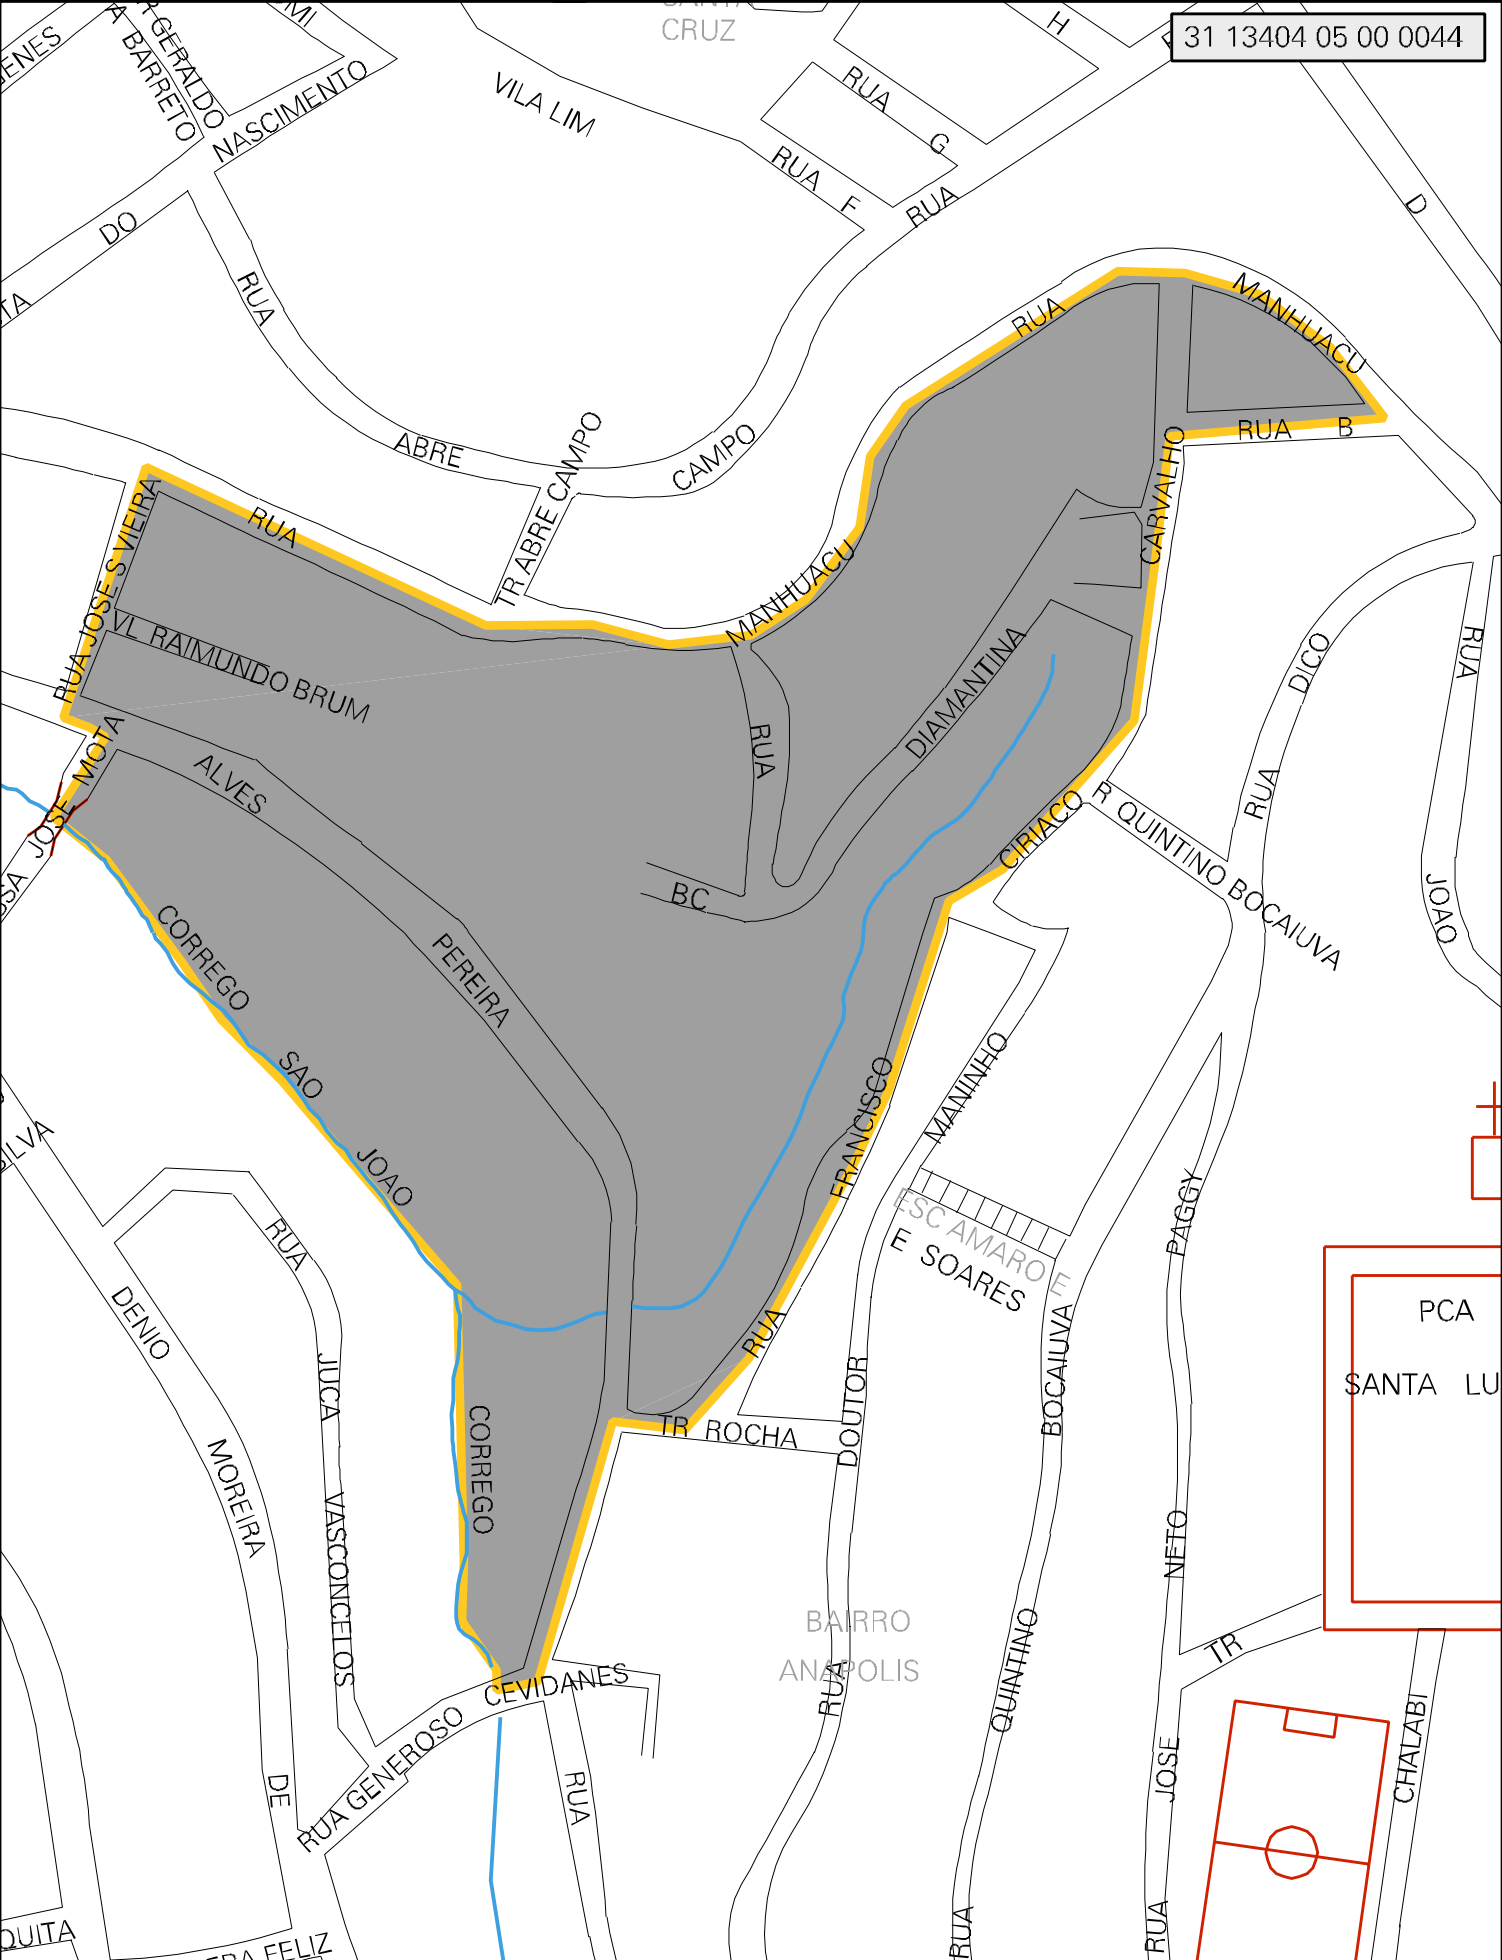 SANTA
CRUZ
31 13404 05 00 0044
R GERALDO
BARRETO
NASCIMENTO
DO
VILA LIM
RUA G
RUA F
RUA
H
D
RUA
ABRE
CAMPO
TR ABRE CAMPO
RUA MANHUACU
RUA B
CARVALHO
RUA
MANHUACU
RUA JOSE S VIEIRA
VL RAIMUNDO BRUM
JOSE MOTA
ALVES
PEREIRA
RUA
DIAMANTINA
BC
CIRIACO
R QUINTINO BOCAIUVA
RUA DICO
RUA
JOAO
CORREGO
SAO
JOAO
FRANCISCO
RUA
MANINHO
ESC AMARO E
E SOARES
PAGGY
SILVA
RUA
JUCA
VASCONCELOS
DENIO
MOREIRA
DE
CORREGO
TR ROCHA
DOUTOR
BOCAIUVA
PCA
SANTA LU
NETO
BAIRRO
ANAPOLIS
RUA
QUINTINO
TR
CEVIDANES
RUA GENEROSO
RUA
JOSE
CHALABI
RUA
RUA
QUITA
FELIZ